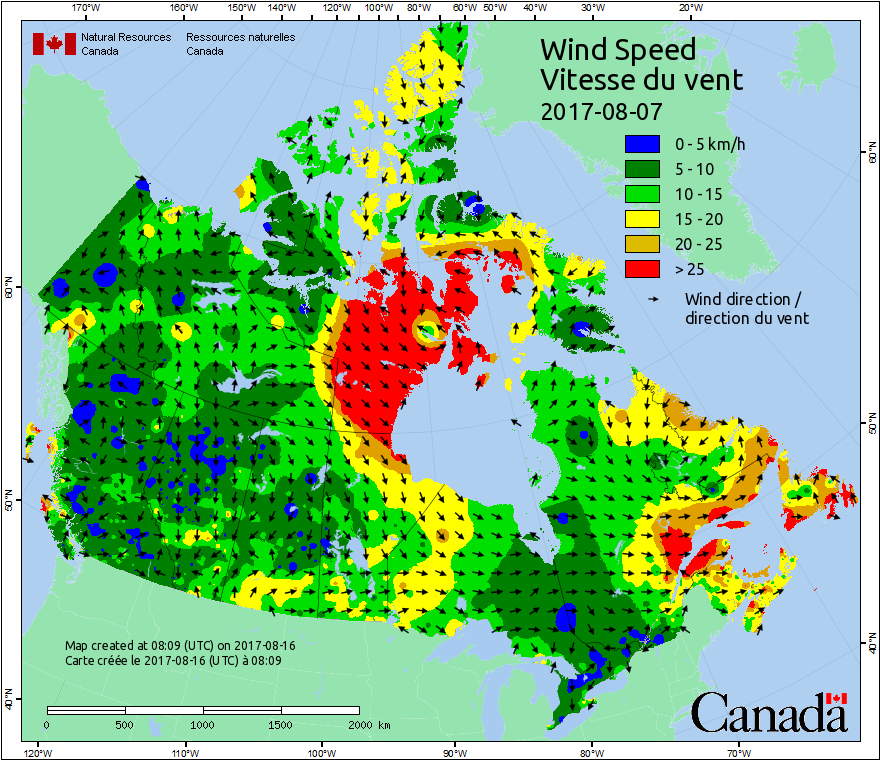 170°W 160°W 150°W 140°W 130°W 120°W 110°W 100°W 90°W 80°W 70°W 60°W 50°W 40°W 30°W 20°W
Natural Resources Canada
Ressources naturelles Canada
Wind Speed
Vitesse du vent
2017-08-07
0 - 5 km/h
5 - 10
10 - 15
15 - 20
20 - 25
> 25
Wind direction /
direction du vent
60°N
50°N
40°N
60°N
50°N
40°N
Map created at 08:09 (UTC) on 2017-08-16
Carte créée le 2017-08-16 (UTC) à 08:09
0 500 1000 1500 2000 km
Canada
120°W 110°W 100°W 90°W 80°W 70°W